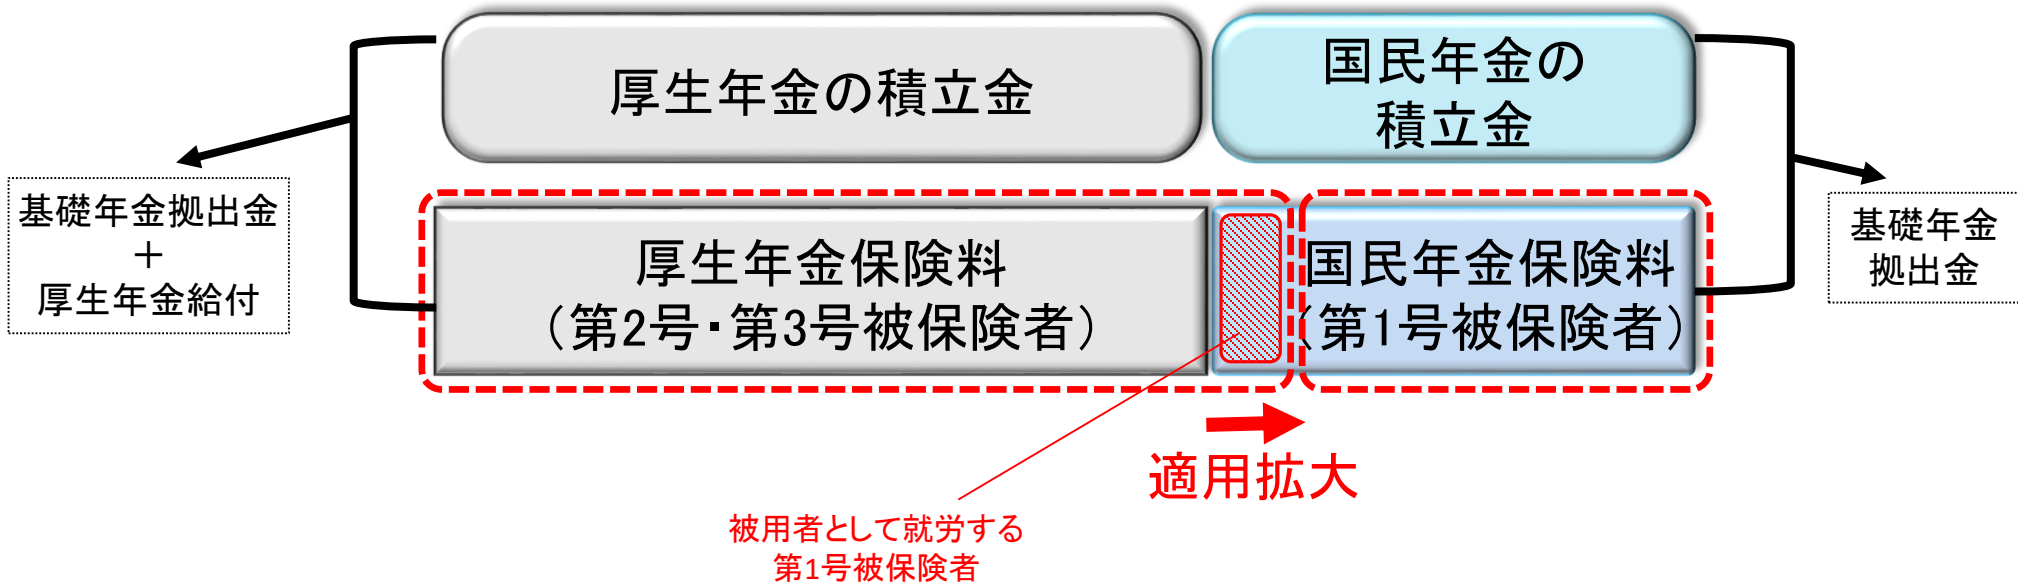 厚生年金の積立金
国民年金の
積立金
基礎年金拠出金
＋
厚生年金給付
厚生年金保険料
（第2号・第3号被保険者）
国民年金保険料
（第1号被保険者）
基礎年金
拠出金
適用拡大
被用者として就労する
第1号被保険者